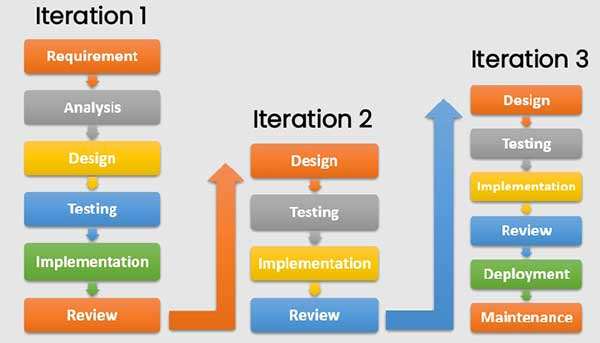 Iteration 1
Requirement
Analysis
Design
Testing
Implementation
Review
Iteration 2
Design
Testing
Implementation
Review
Iteration 3
Design
Testing
Implementation
Review
Deployment
Maintenance